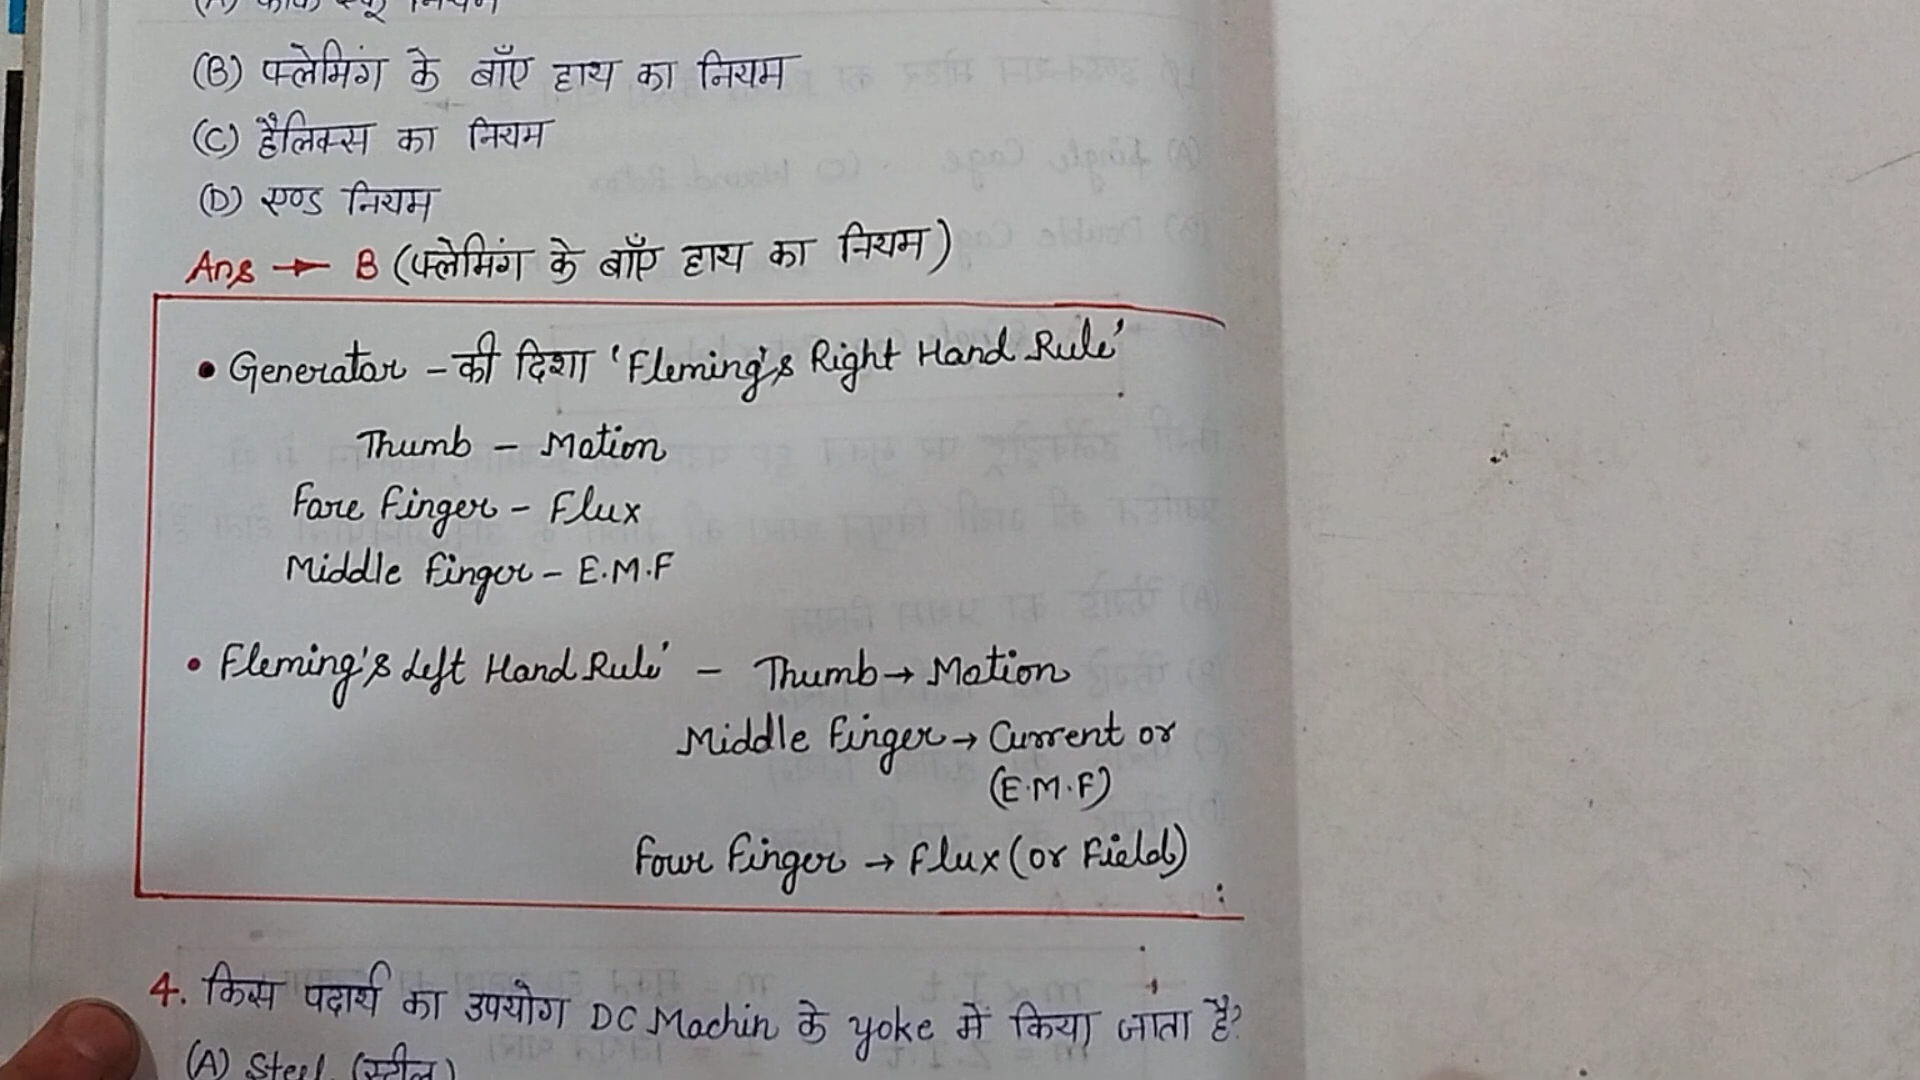 (A) कॉर्क स्क्रू नियम
(B) फ्लेमिंग के बाँए हाथ का नियम
(C) हैलिक्स का नियम
(D) एण्ड नियम
Ans → B (फ्लेमिंग के बाँए हाथ का नियम)
• Generator - की दिशा 'Fleming's Right Hand Rule'
Thumb - Motion
Fore Finger - Flux
Middle Finger - E.M.F
• Fleming's Left Hand Rule' - Thumb → Motion
Middle Finger → Current or
(E.M.F)
Four Finger → Flux (or Field)
4. किस पदार्थ का उपयोग DC Machin के yoke में किया जाता है?
(A) Steel (स्टील)